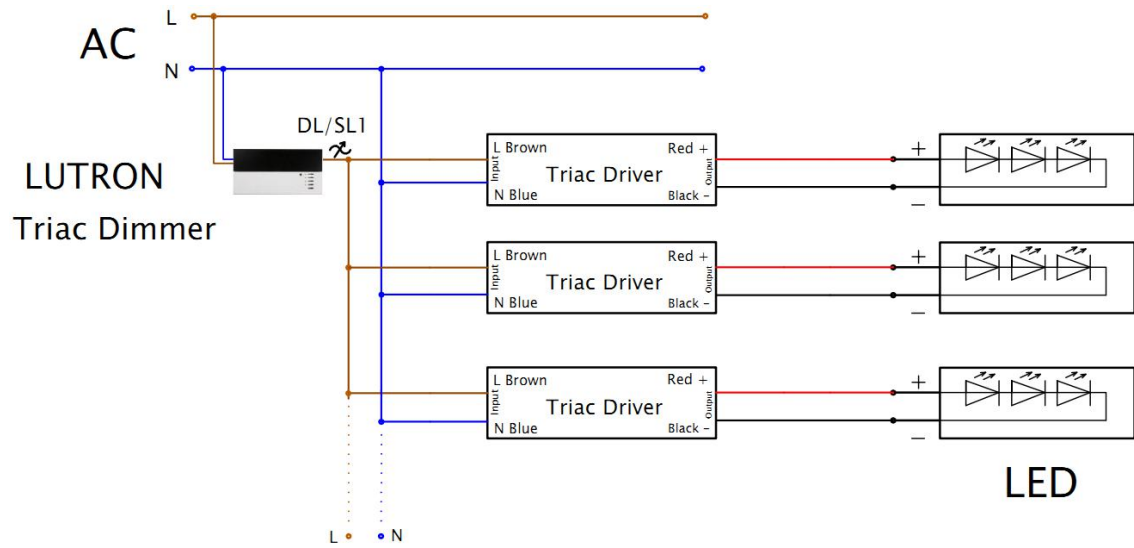 L
AC
N
DL/SL1
LUTRON
Triac Dimmer
L Brown
Input
N Blue
Triac Driver
Red +
Output
Black -
+
−
L Brown
Input
N Blue
Triac Driver
Red +
Output
Black -
+
−
L Brown
Input
N Blue
Triac Driver
Red +
Output
Black -
+
−
LED
L
N